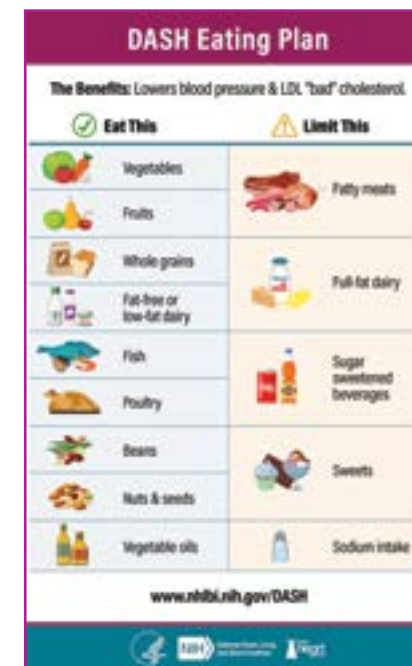 DASH Eating Plan
The Benefits: Lowers blood pressure & LDL "bad" cholesterol.
Eat This
Limit This
Vegetables
Fruits
Whole grains
Fat-free or
low-fat dairy
Fish
Poultry
Beans
Nuts & seeds
Vegetable oils
Fatty meats
Full-fat dairy
Sugar
sweetened
beverages
Sweets
Sodium intake
www.nhlbi.nih.gov/DASH
NIH